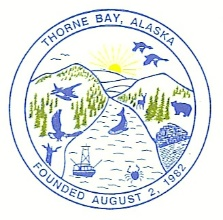 THORNE BAY, ALASKA
FOUNDED AUGUST 2, 1982